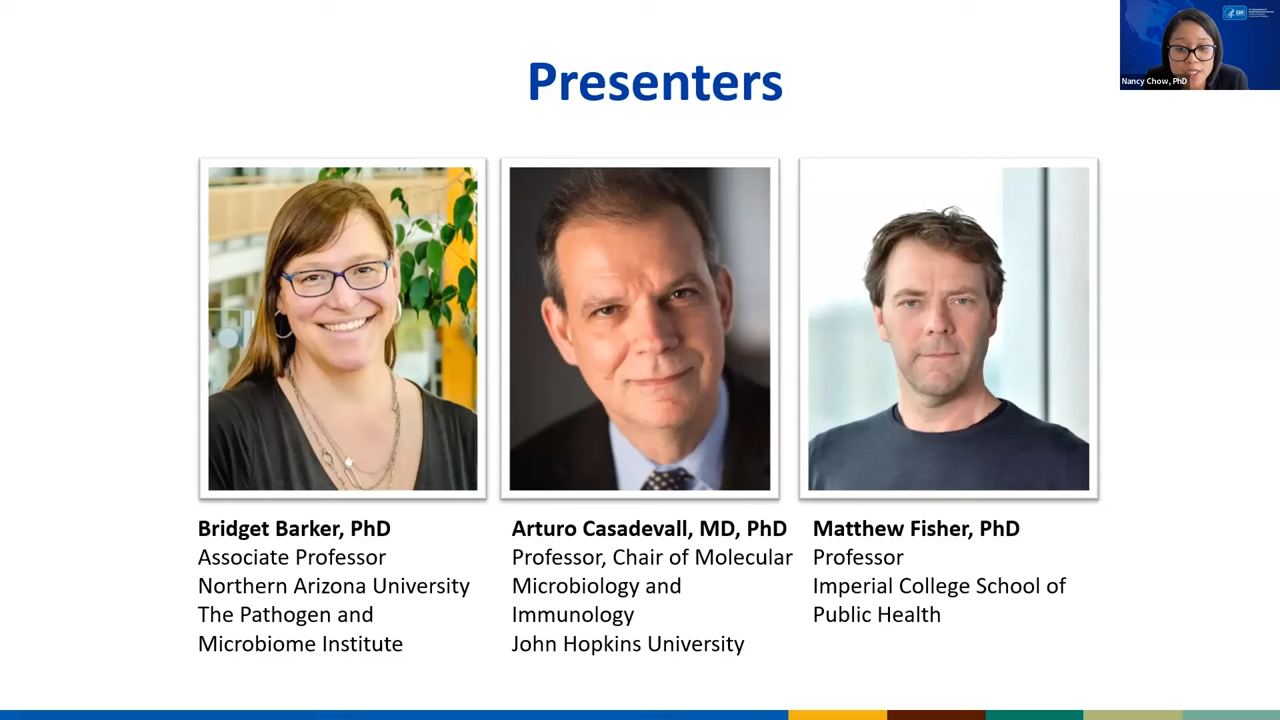 Presenters
CDC
Nancy Chow, PhD
Bridget Barker, PhD
Associate Professor
Northern Arizona University
The Pathogen and
Microbiome Institute
Arturo Casadevall, MD, PhD
Professor, Chair of Molecular
Microbiology and
Immunology
John Hopkins University
Matthew Fisher, PhD
Professor
Imperial College School of
Public Health